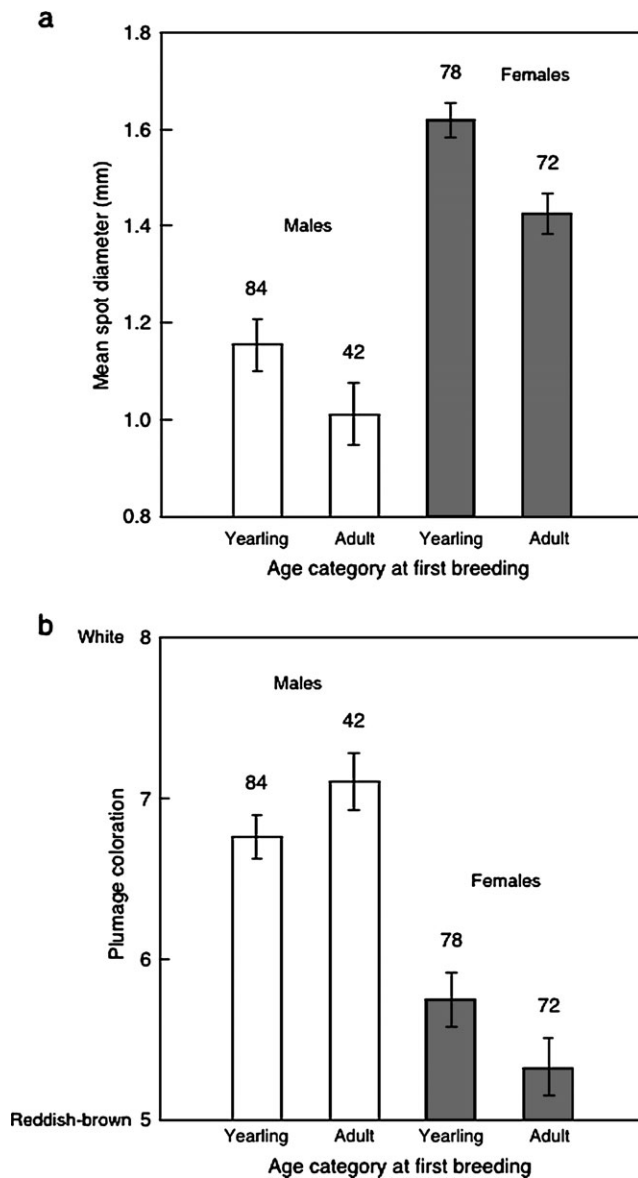 a
1.8
78
Females
1.6
72
Mean spot diameter (mm)
1.4
Males
84
1.2
42
1.0
0.8
Yearling Adult Yearling Adult
Age category at first breeding
b
White 8
Males
42
84
7
Plumage coloration
Females
78
6
72
Reddish-brown 5
Yearling Adult Yearling Adult
Age category at first breeding